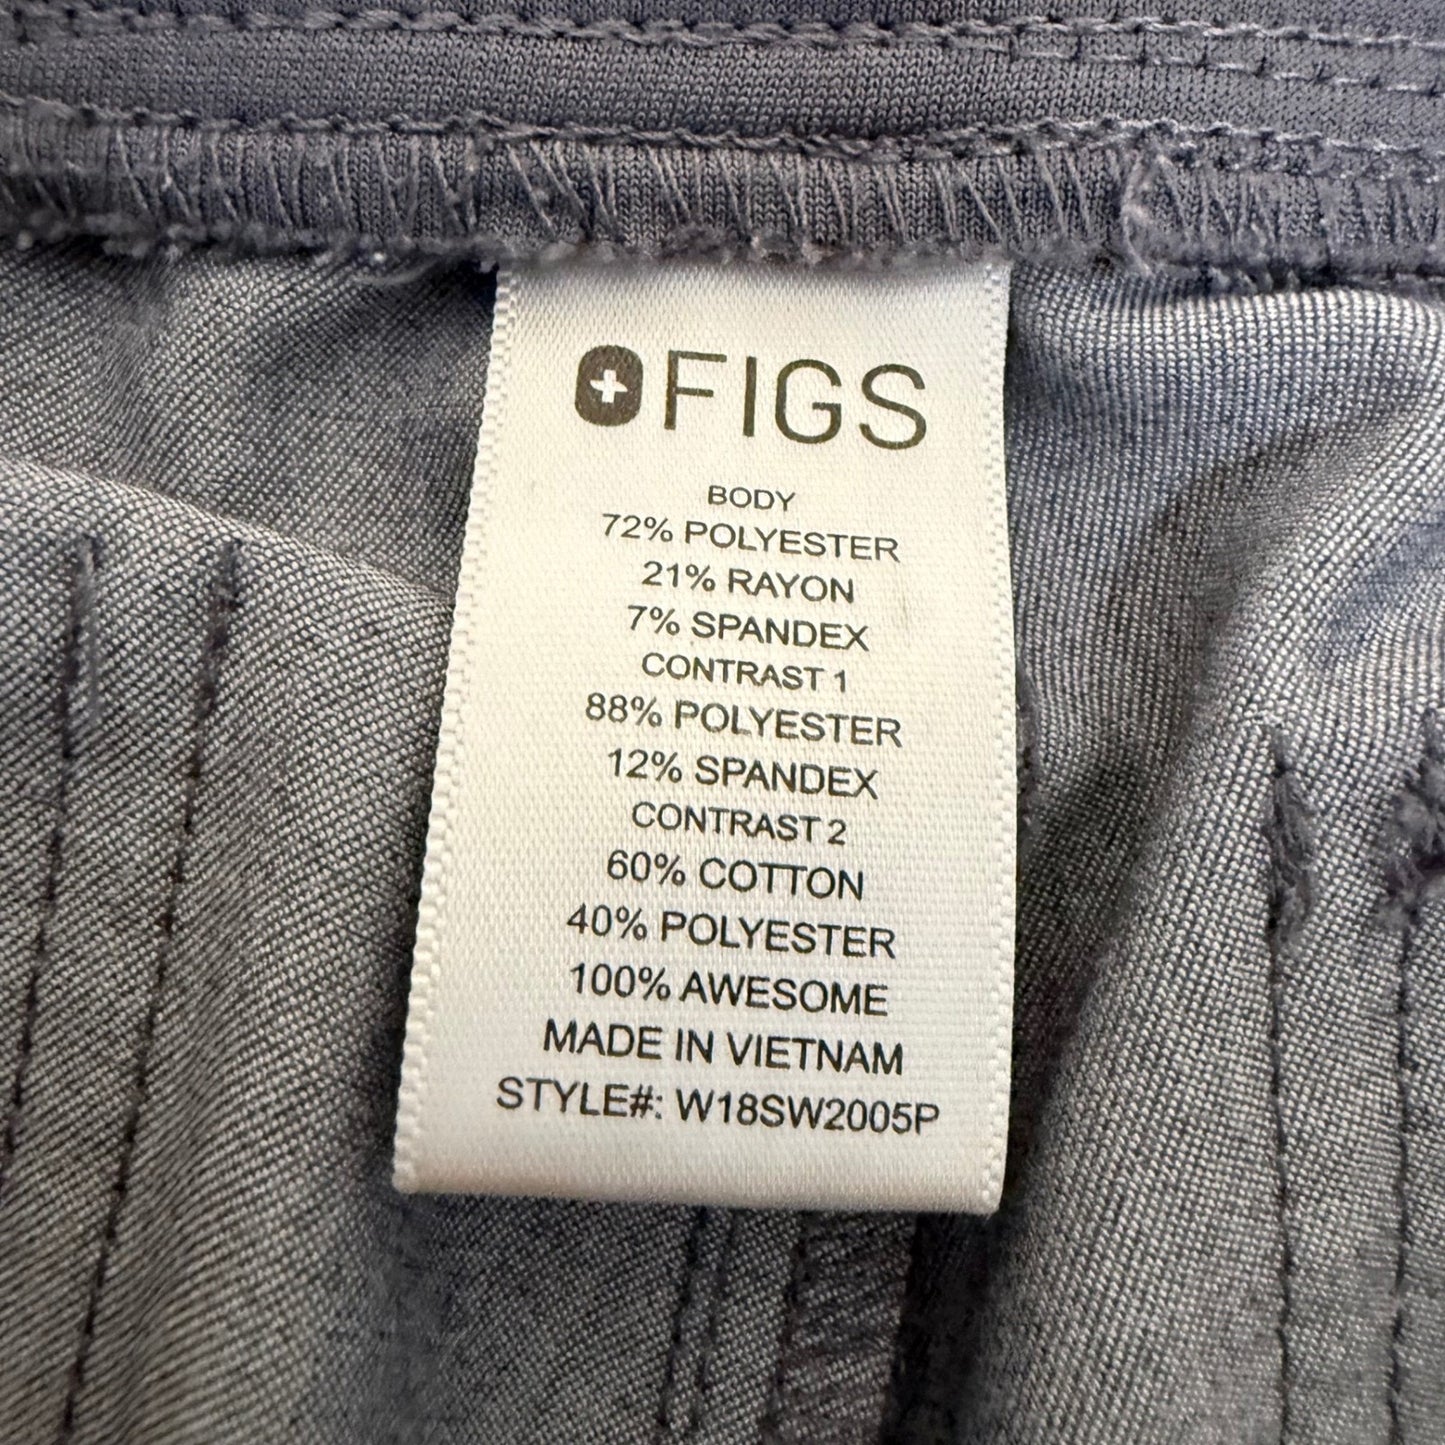 FIGS
BODY
72% POLYESTER
21% RAYON
7% SPANDEX
CONTRAST 1
88% POLYESTER
12% SPANDEX
CONTRAST 2
60% COTTON
40% POLYESTER
100% AWESOME
MADE IN VIETNAM
STYLE#: W18SW2005P